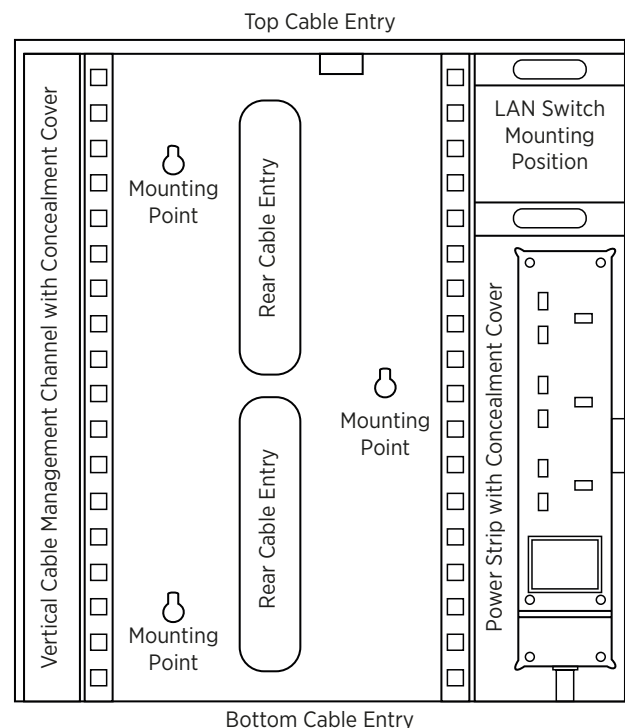 Top Cable Entry
Vertical Cable Management Channel with Concealment Cover
Mounting
Point
Rear Cable Entry
LAN Switch
Mounting
Position
Mounting
Point
Rear Cable Entry
Power Strip with Concealment Cover
Mounting
Point
Bottom Cable Entry